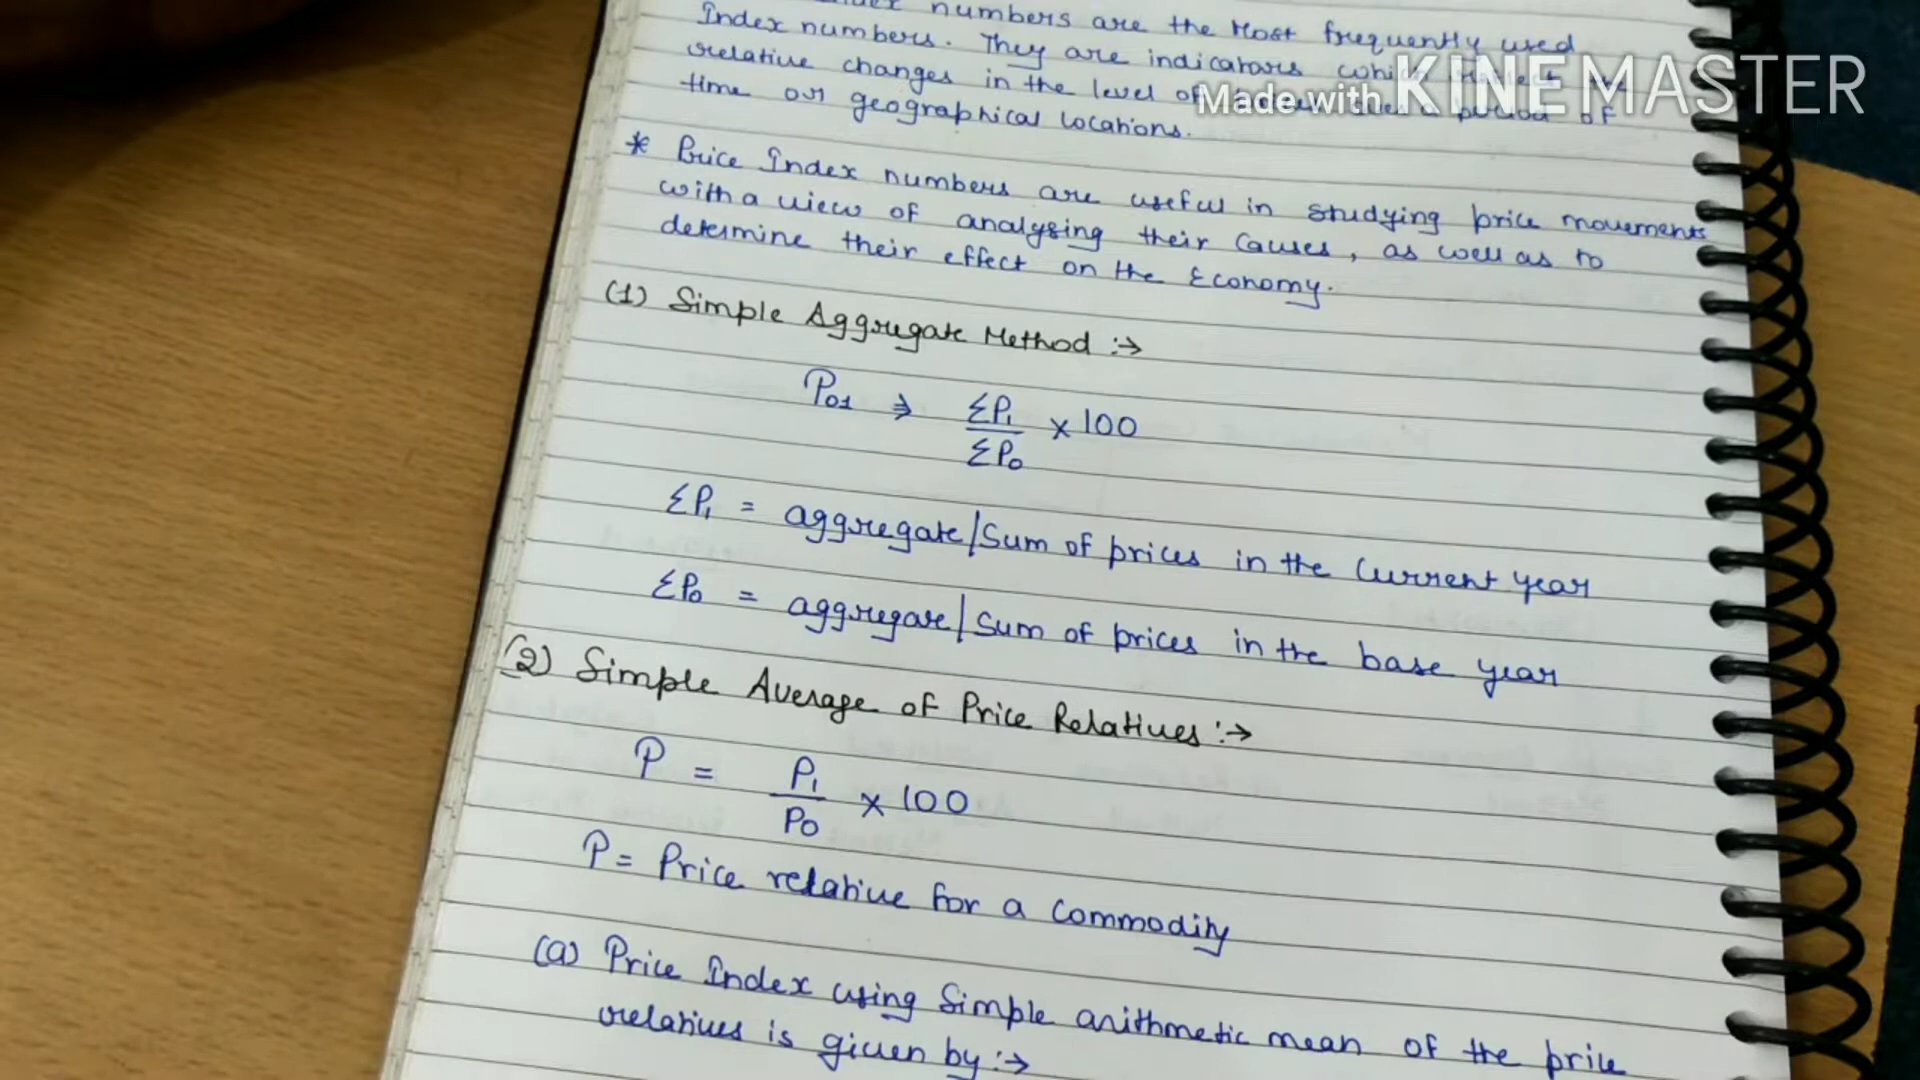 numbers are the Most frequently used
Index numbers. They are indicators which reflect
relative changes in the level of
time or geographical locations. period of
Made with KINEMASTER
* Price Index numbers are useful in studying price movements
with a view of analysing their causes, as well as to
determine their effect on the Economy.
(1) Simple Aggregate Method :→
P₀₁ ⇒ ΣP₁/ΣP₀ × 100
ΣP₁ = aggregate/Sum of prices in the Current year
ΣP₀ = aggregate/Sum of prices in the base year
(2) Simple Average of Price Relatives :→
P = P₁/P₀ × 100
P = Price relative for a Commodity
(a) Price Index using Simple arithmetic mean of the price
relatives is given by :→